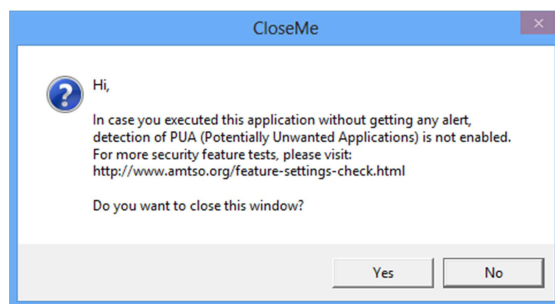 CloseMe
Hi,
In case you executed this application without getting any alert,
detection of PUA (Potentially Unwanted Applications) is not enabled.
For more security feature tests, please visit:
http://www.amtso.org/feature-settings-check.html
Do you want to close this window?
Yes
No